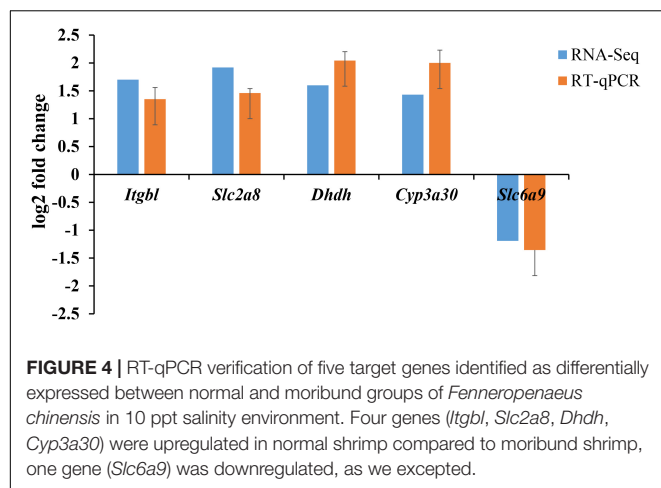 2.5
2
1.5
1
0.5
0
-0.5
-1
-1.5
-2
-2.5
log2 fold change
RNA-Seq
RT-qPCR
Itgbl
Slc2a8
Dhdh
Cyp3a30
Slc6a9
FIGURE 4 | RT-qPCR verification of five target genes identified as differentially
expressed between normal and moribund groups of Fenneropenaeus
chinensis in 10 ppt salinity environment. Four genes (Itgbl, Slc2a8, Dhdh,
Cyp3a30) were upregulated in normal shrimp compared to moribund shrimp,
one gene (Slc6a9) was downregulated, as we excepted.